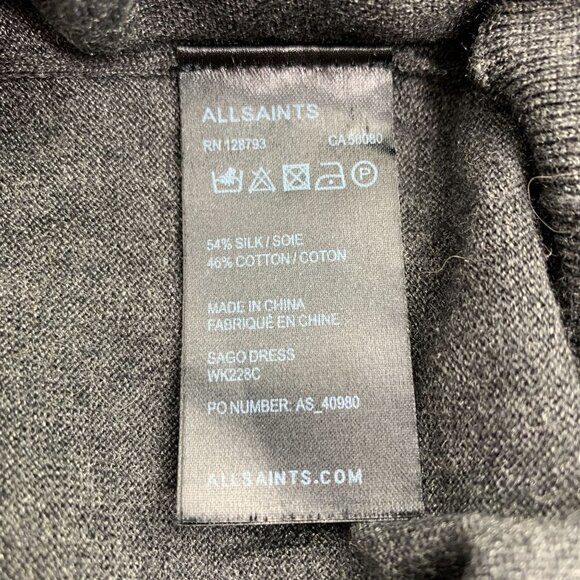 ALLSAINTS
RN 128793 CA 56080
P
54% SILK / SOIE
46% COTTON / COTON
MADE IN CHINA
FABRIQUÉ EN CHINE
SAGO DRESS
WK228C
PO NUMBER: AS_40980
ALLSAINTS.COM